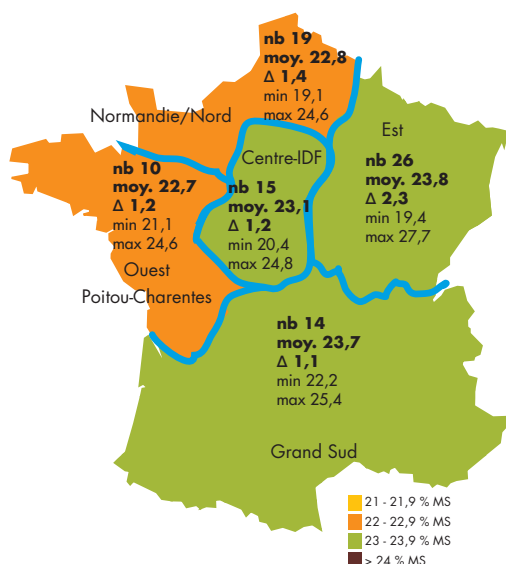 nb 19
moy. 22,8
Δ 1,4
min 19,1
max 24,6
Normandie/Nord
Est
nb 26
moy. 23,8
Δ 2,3
min 19,4
max 27,7
Centre-IDF
nb 15
moy. 23,1
Δ 1,2
min 20,4
max 24,8
nb 10
moy. 22,7
Δ 1,2
min 21,1
max 24,6
Ouest
Poitou-Charentes
nb 14
moy. 23,7
Δ 1,1
min 22,2
max 25,4
Grand Sud
21 - 21,9 % MS
22 - 22,9 % MS
23 - 23,9 % MS
> 24 % MS